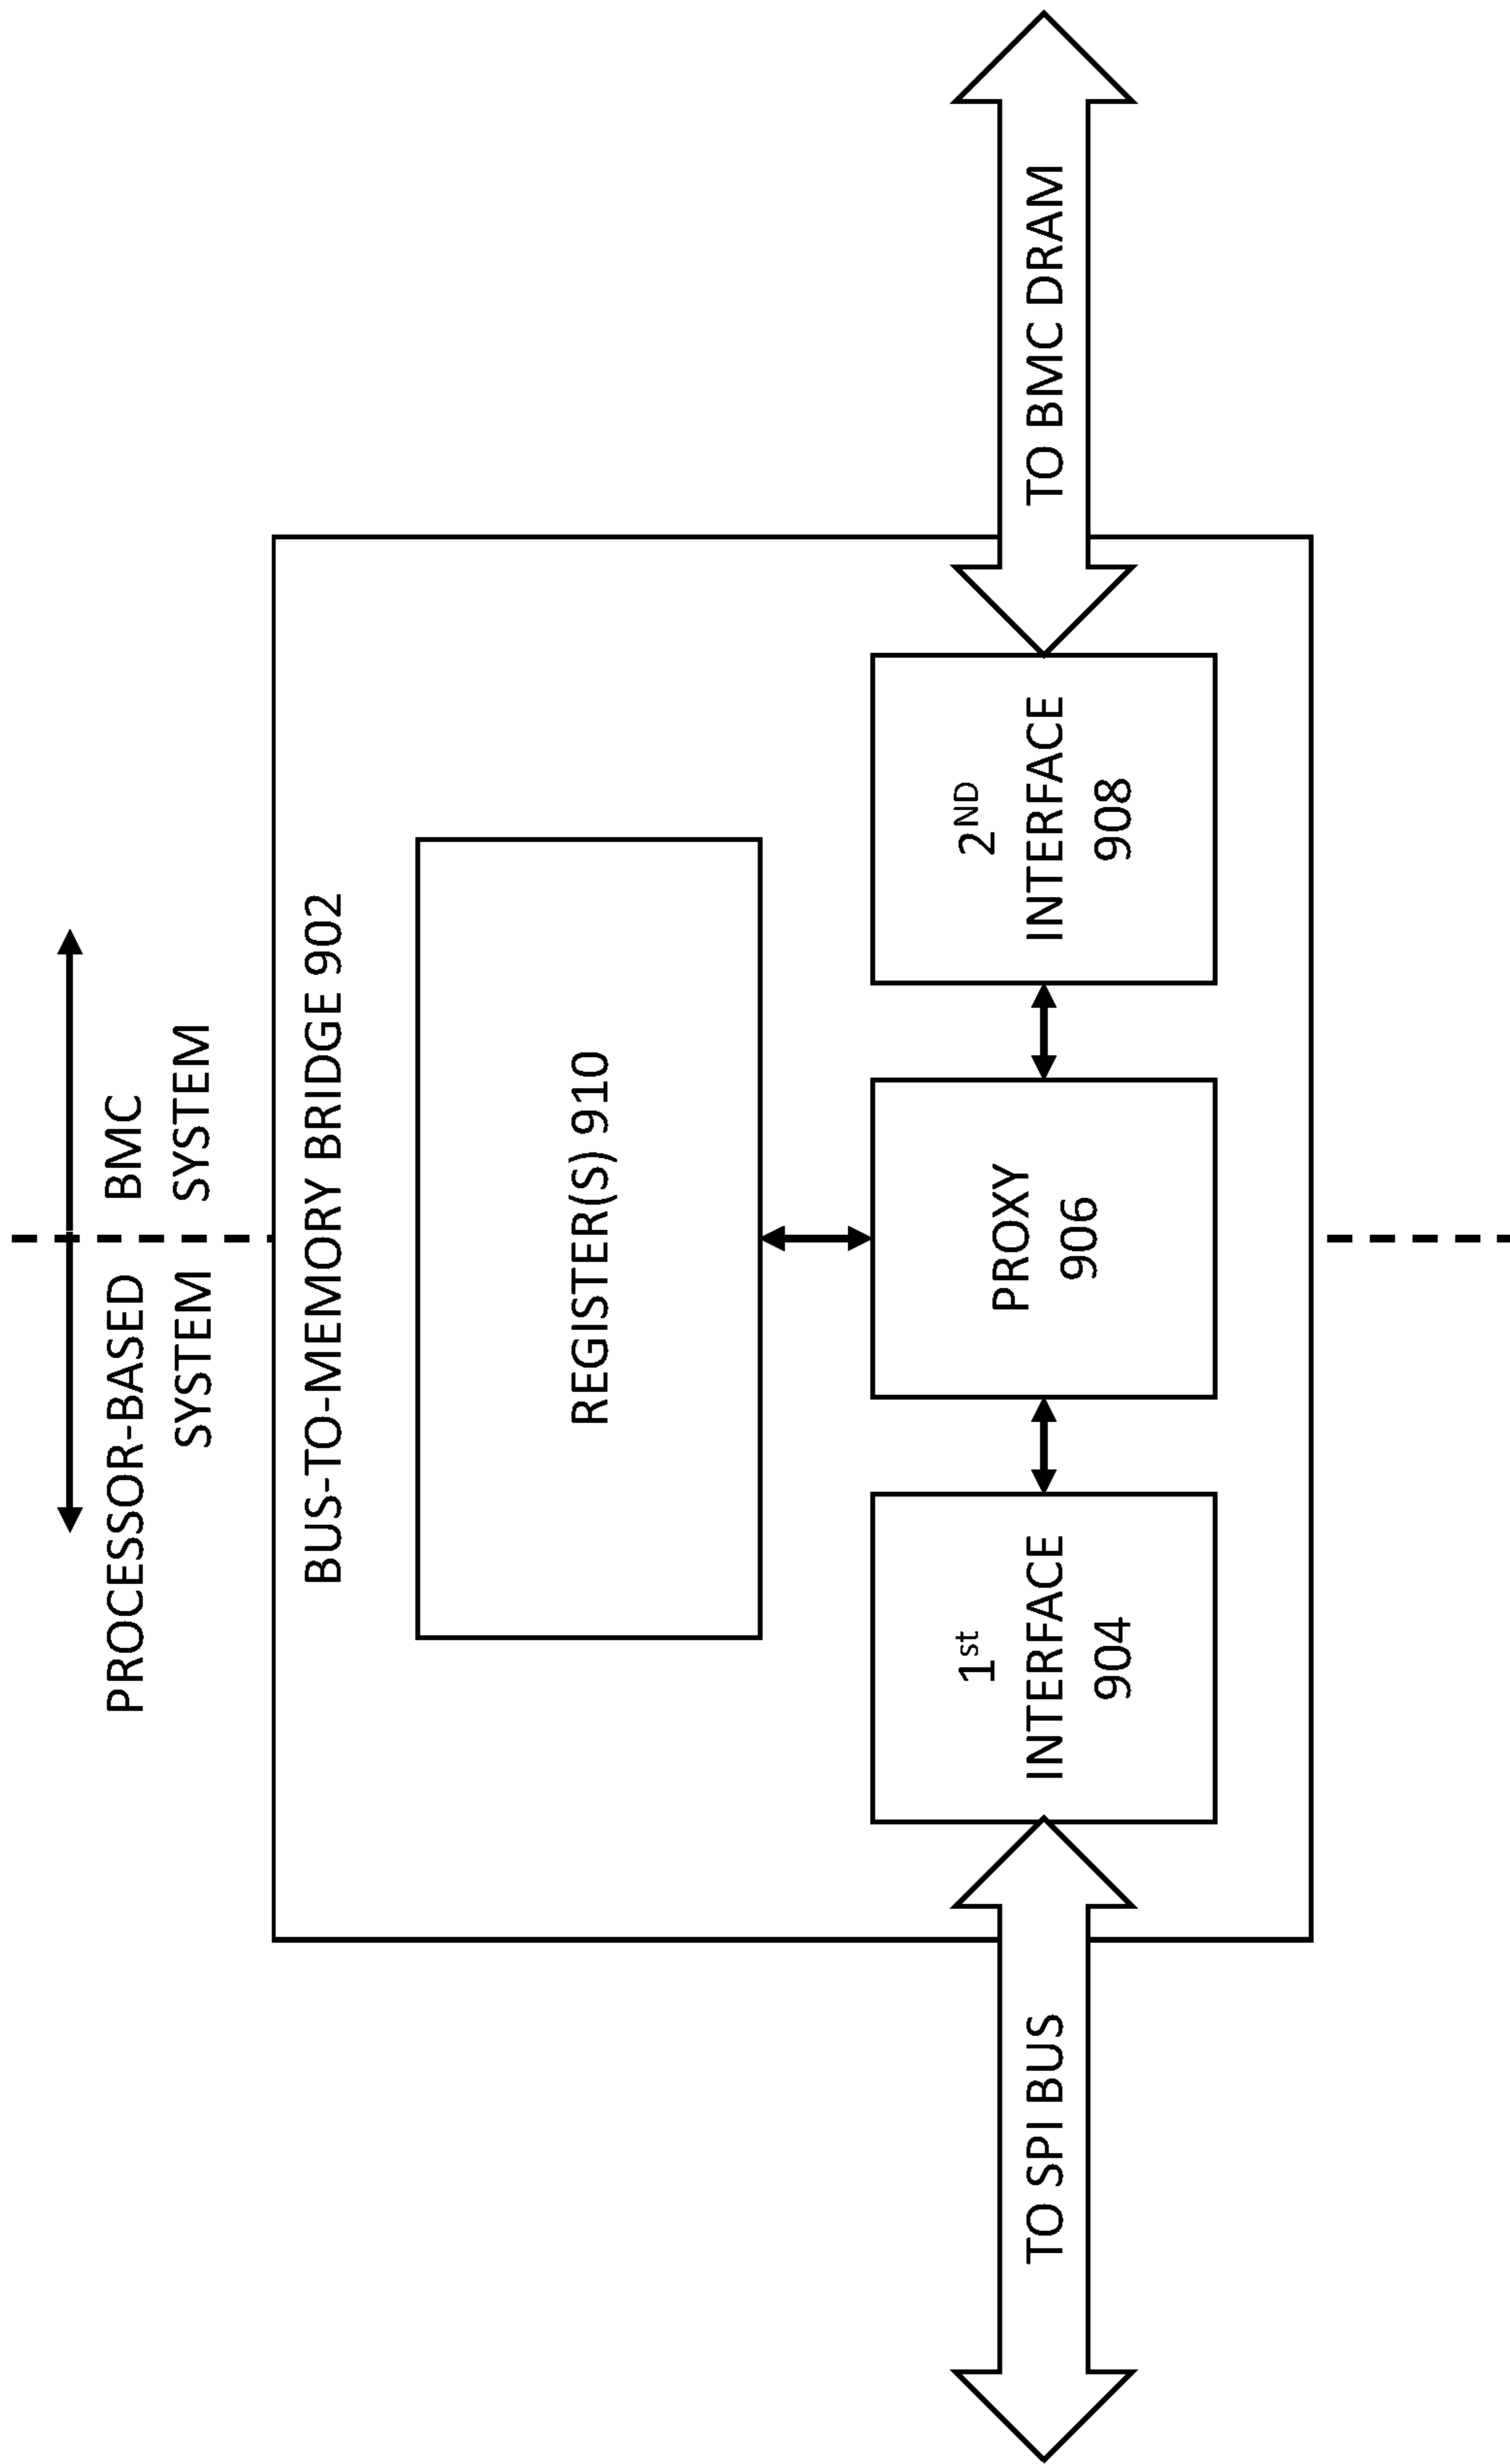 PROCESSOR-BASED
SYSTEM
BMC
SYSTEM
BUS-TO-MEMORY BRIDGE 902
REGISTER(S) 910
TO SPI BUS
1st
INTERFACE
904
PROXY
906
2ND
INTERFACE
908
TO BMC DRAM